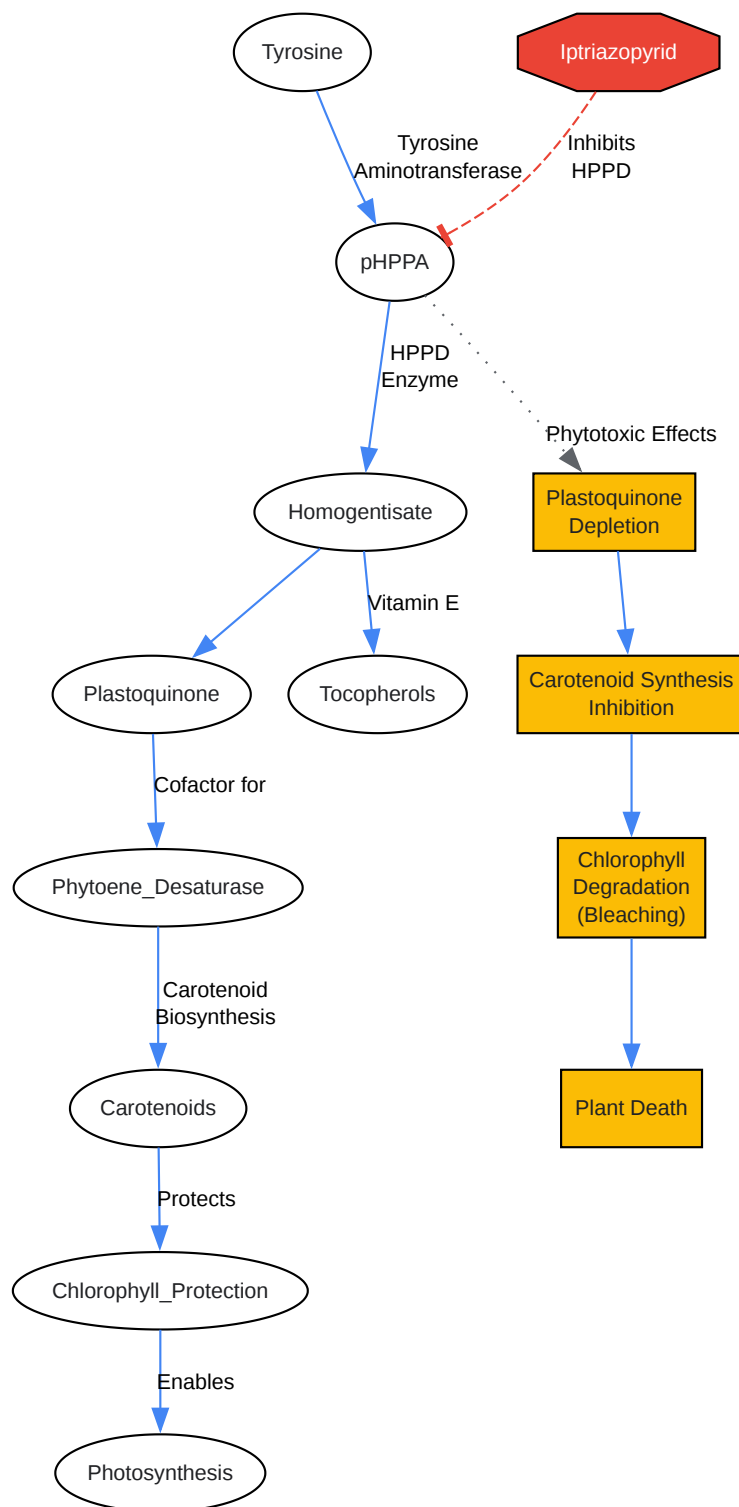 Tyrosine
Iptriazopyrid
Tyrosine
Aminotransferase
Inhibits
HPPD
pHPPA
HPPD
Enzyme
Phytotoxic Effects
Homogentisate
Plastoquinone
Depletion
Vitamin E
Plastoquinone
Tocopherols
Carotenoid Synthesis
Inhibition
Cofactor for
Phytoene_Desaturase
Chlorophyll
Degradation
(Bleaching)
Carotenoid
Biosynthesis
Carotenoids
Plant Death
Protects
Chlorophyll_Protection
Enables
Photosynthesis